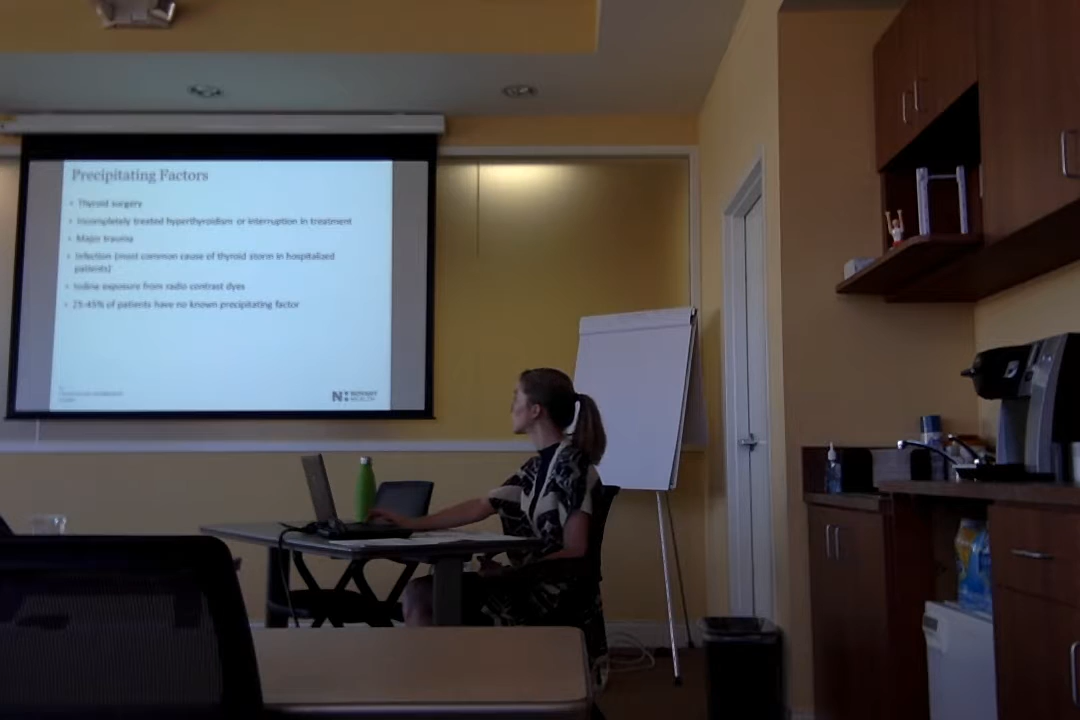 Precipitating Factors
• Thyroid surgery
• Incompletely treated hyperthyroidism or interruption in treatment
• Major trauma
• Infection (most common cause of thyroid storm in hospitalized
patients)
• Iodine exposure from radio contrast dyes
• 25-45% of patients have no known precipitating factor
HEALTH